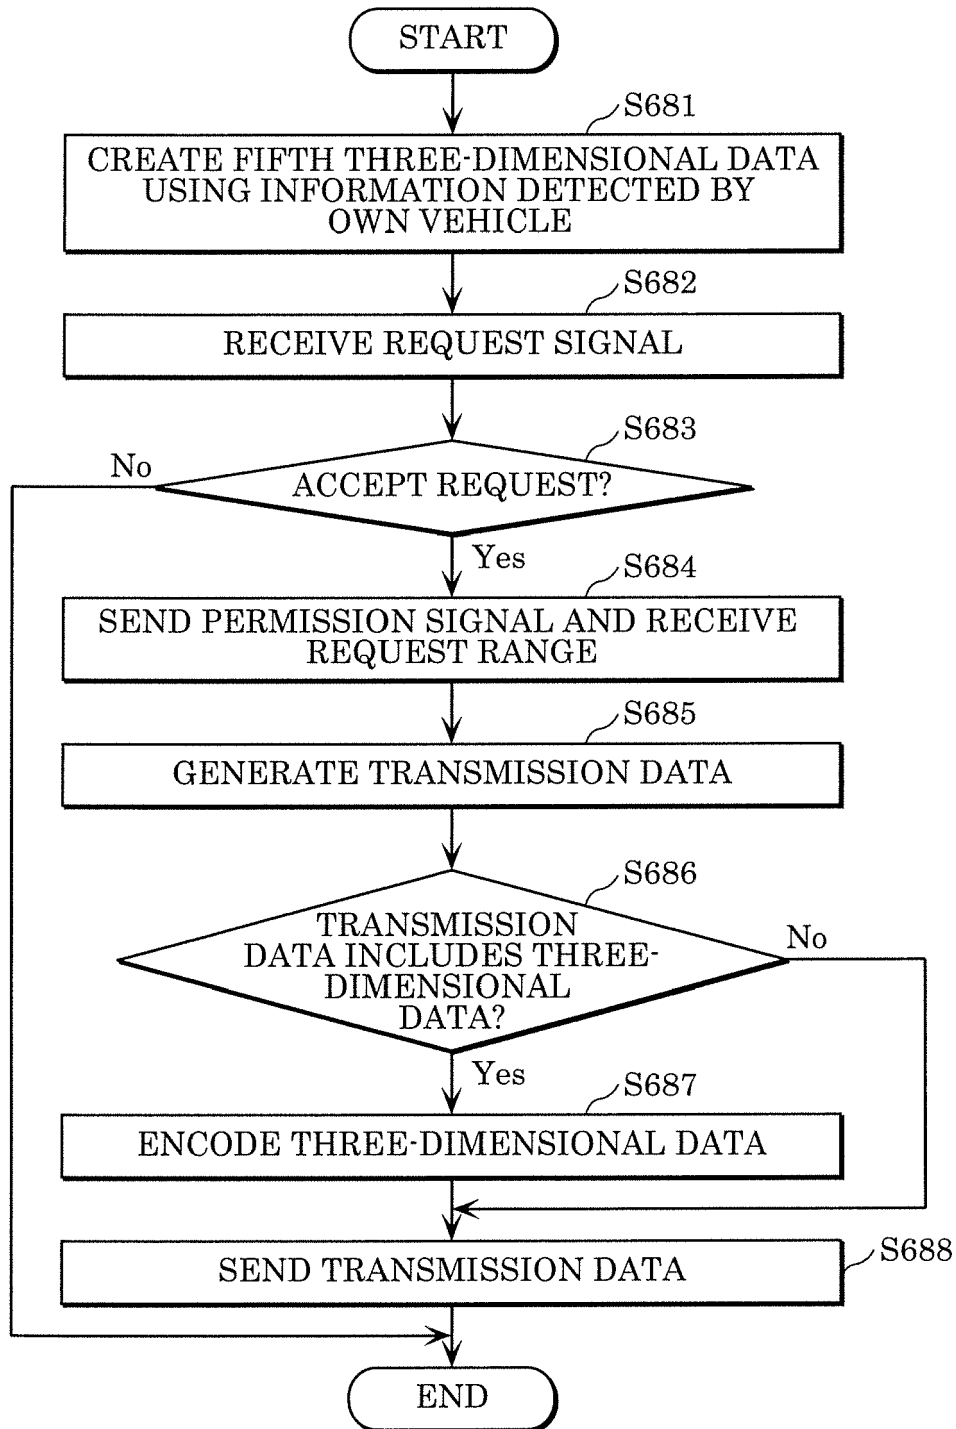 START
S681
CREATE FIFTH THREE-DIMENSIONAL DATA
USING INFORMATION DETECTED BY
OWN VEHICLE
S682
RECEIVE REQUEST SIGNAL
S683
No
ACCEPT REQUEST?
Yes
S684
SEND PERMISSION SIGNAL AND RECEIVE
REQUEST RANGE
S685
GENERATE TRANSMISSION DATA
S686
TRANSMISSION
DATA INCLUDES THREE-
DIMENSIONAL
DATA?
No
Yes
S687
ENCODE THREE-DIMENSIONAL DATA
S688
SEND TRANSMISSION DATA
END